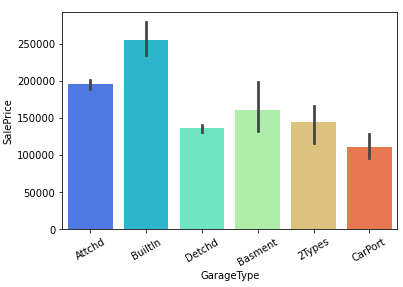 250000
200000
150000
100000
50000
0
SalePrice
Attchd
BuiltIn
Detchd
Basment
2Types
CarPort
GarageType